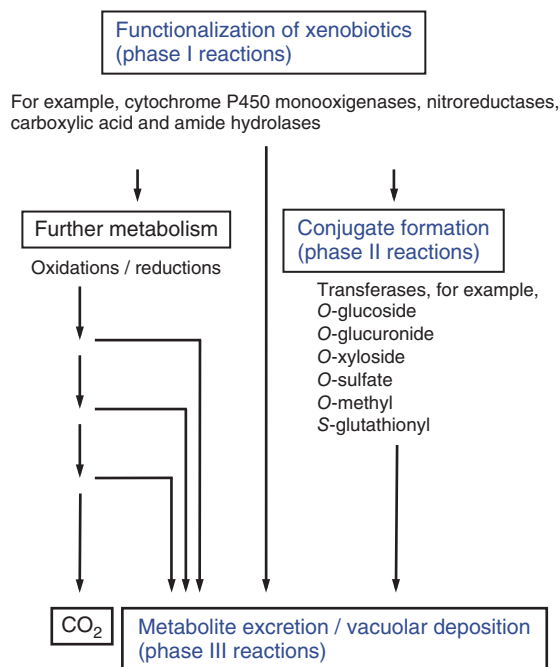 Functionalization of xenobiotics
(phase I reactions)
For example, cytochrome P450 monooxigenases, nitroreductases,
carboxylic acid and amide hydrolases
Further metabolism
Oxidations / reductions
Conjugate formation
(phase II reactions)
Transferases, for example,
O-glucoside
O-glucuronide
O-xyloside
O-sulfate
O-methyl
S-glutathionyl
CO₂
Metabolite excretion / vacuolar deposition
(phase III reactions)